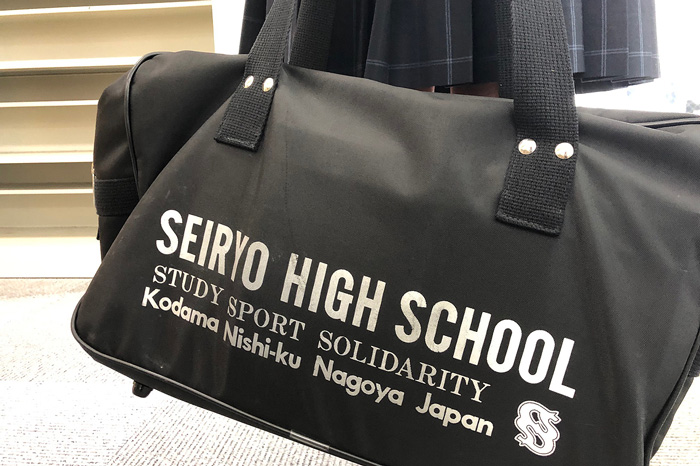 SEIRYO HIGH SCHOOL
STUDY SPORT SOLIDARITY
Kodama Nishi-ku Nagoya Japan